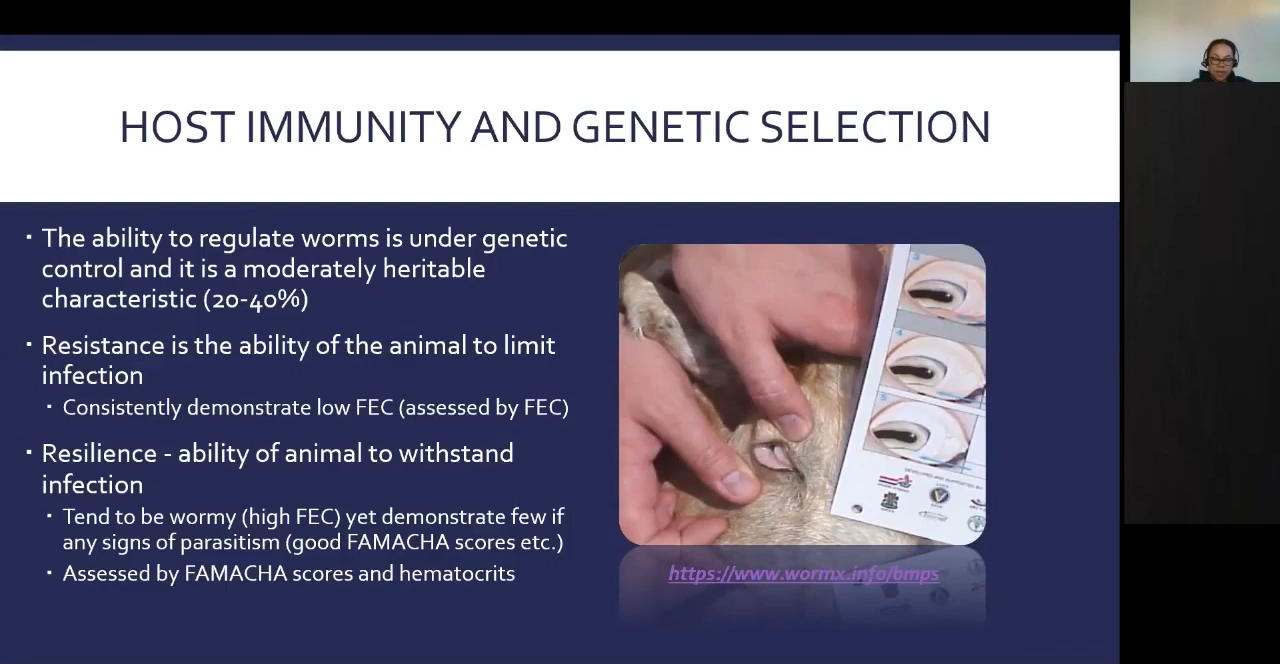 HOST IMMUNITY AND GENETIC SELECTION
▪ The ability to regulate worms is under genetic
control and it is a moderately heritable
characteristic (20-40%)
▪ Resistance is the ability of the animal to limit
infection
▪ Consistently demonstrate low FEC (assessed by FEC)
▪ Resilience - ability of animal to withstand
infection
▪ Tend to be wormy (high FEC) yet demonstrate few if
any signs of parasitism (good FAMACHA scores etc.)
▪ Assessed by FAMACHA scores and hematocrits
https://www.wormx.info/bmps